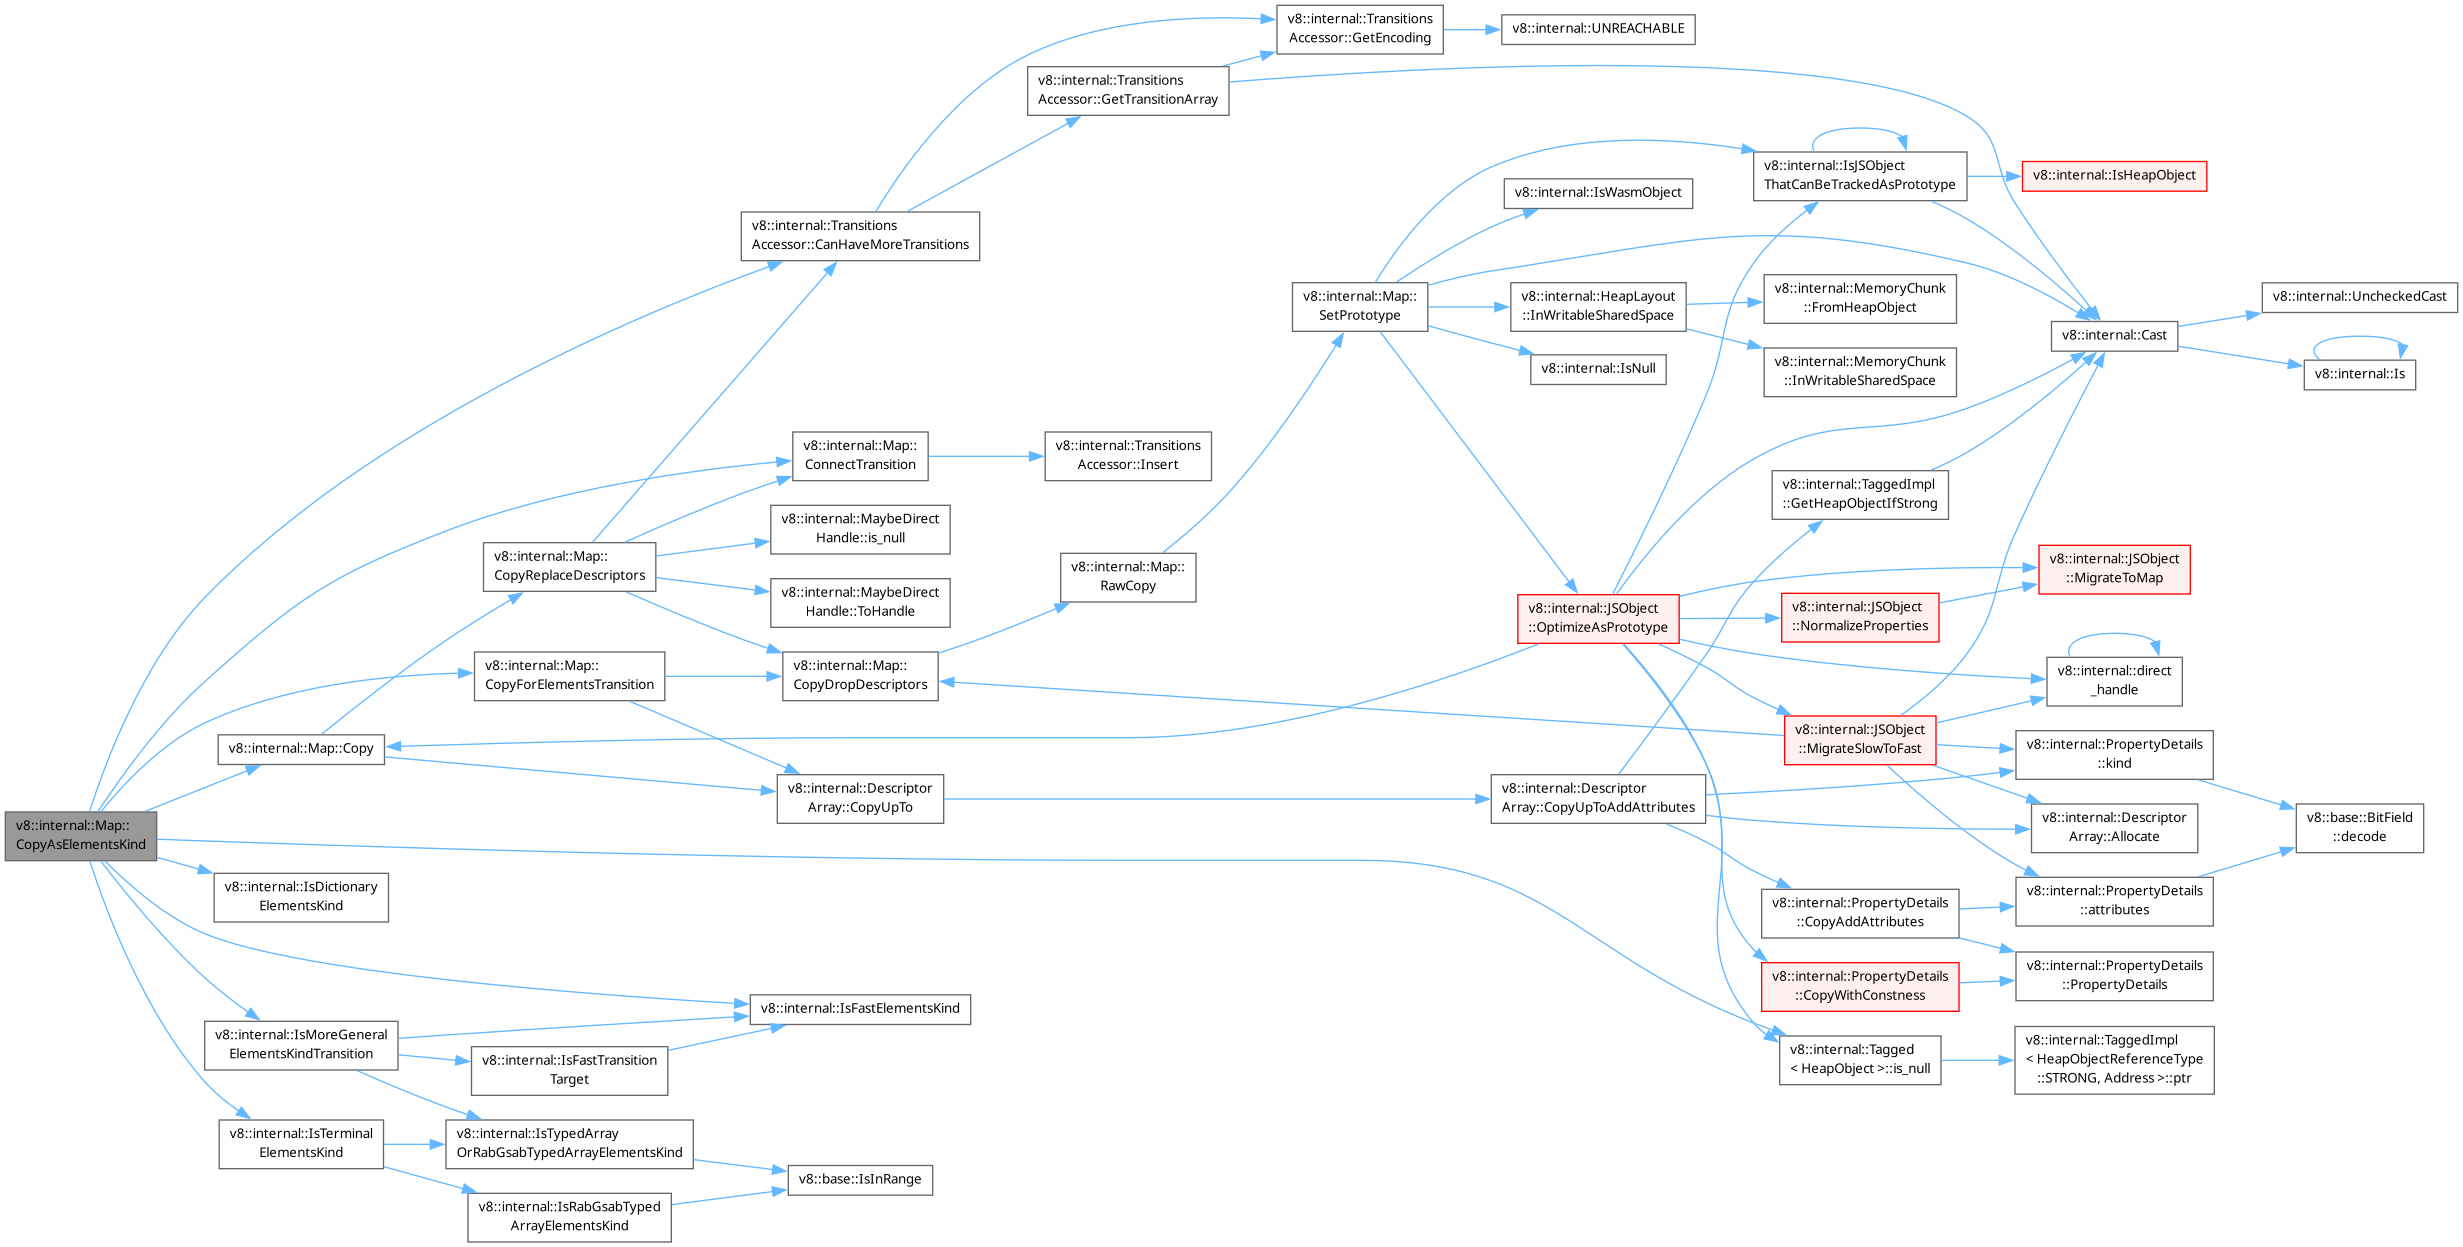 v8::internal::Map::
CopyAsElementsKind
v8::internal::Transitions
Accessor::CanHaveMoreTransitions
v8::internal::Transitions
Accessor::GetEncoding
v8::internal::UNREACHABLE
v8::internal::Transitions
Accessor::GetTransitionArray
v8::internal::Cast
v8::internal::UncheckedCast
v8::internal::Is
v8::internal::Map::
ConnectTransition
v8::internal::Transitions
Accessor::Insert
v8::internal::Map::Copy
v8::internal::Map::
CopyReplaceDescriptors
v8::internal::MaybeDirect
Handle::is_null
v8::internal::MaybeDirect
Handle::ToHandle
v8::internal::Map::
CopyDropDescriptors
v8::internal::Map::
RawCopy
v8::internal::Map::
SetPrototype
v8::internal::IsJSObject
ThatCanBeTrackedAsPrototype
v8::internal::IsHeapObject
v8::internal::IsWasmObject
v8::internal::HeapLayout
::InWritableSharedSpace
v8::internal::MemoryChunk
::FromHeapObject
v8::internal::MemoryChunk
::InWritableSharedSpace
v8::internal::IsNull
v8::internal::JSObject
::OptimizeAsPrototype
v8::internal::JSObject
::MigrateToMap
v8::internal::JSObject
::NormalizeProperties
v8::internal::direct
_handle
v8::internal::JSObject
::MigrateSlowToFast
v8::internal::PropertyDetails
::kind
v8::base::BitField
::decode
v8::internal::Descriptor
Array::Allocate
v8::internal::PropertyDetails
::attributes
v8::internal::PropertyDetails
::CopyWithConstness
v8::internal::PropertyDetails
::PropertyDetails
v8::internal::Tagged
< HeapObject >::is_null
v8::internal::TaggedImpl
< HeapObjectReferenceType
::STRONG, Address >::ptr
v8::internal::Map::
CopyForElementsTransition
v8::internal::Descriptor
Array::CopyUpTo
v8::internal::Descriptor
Array::CopyUpToAddAttributes
v8::internal::TaggedImpl
::GetHeapObjectIfStrong
v8::internal::PropertyDetails
::CopyAddAttributes
v8::internal::IsDictionary
ElementsKind
v8::internal::IsFastElementsKind
v8::internal::IsMoreGeneral
ElementsKindTransition
v8::internal::IsFastTransition
Target
v8::internal::IsTypedArray
OrRabGsabTypedArrayElementsKind
v8::base::IsInRange
v8::internal::IsTerminal
ElementsKind
v8::internal::IsRabGsabTyped
ArrayElementsKind